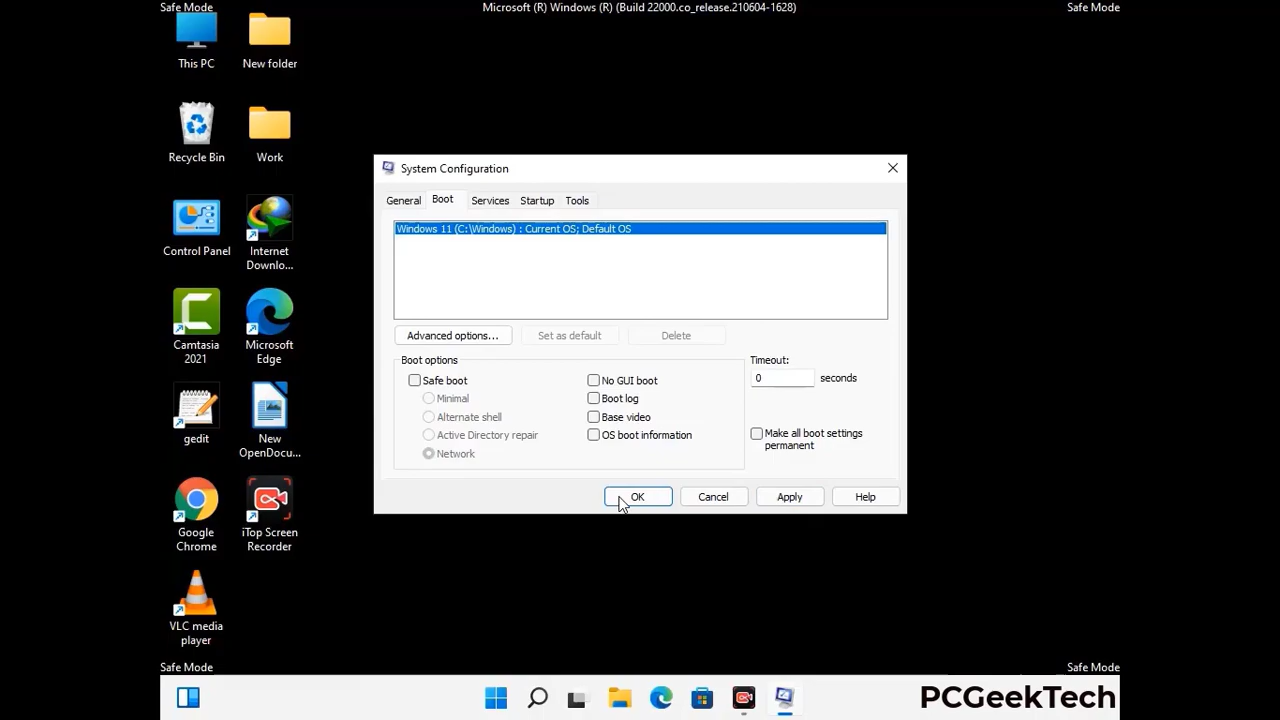 Safe Mode
Microsoft (R) Windows (R) (Build 22000.co_release.210604-1628)
Safe Mode
This PC
New folder
Recycle Bin
Work
Control Panel
Internet
Downlo...
Camtasia
2021
Microsoft
Edge
gedit
New
OpenDocu...
Google
Chrome
iTop Screen
Recorder
VLC media
player
System Configuration
General
Boot
Services
Startup
Tools
Windows 11 (C:\Windows) : Current OS; Default OS
Advanced options...
Set as default
Delete
Boot options
Safe boot
Minimal
Alternate shell
Active Directory repair
Network
No GUI boot
Boot log
Base video
OS boot information
Timeout:
0 seconds
Make all boot settings
permanent
OK
Cancel
Apply
Help
Safe Mode
Safe Mode
PCGeekTech